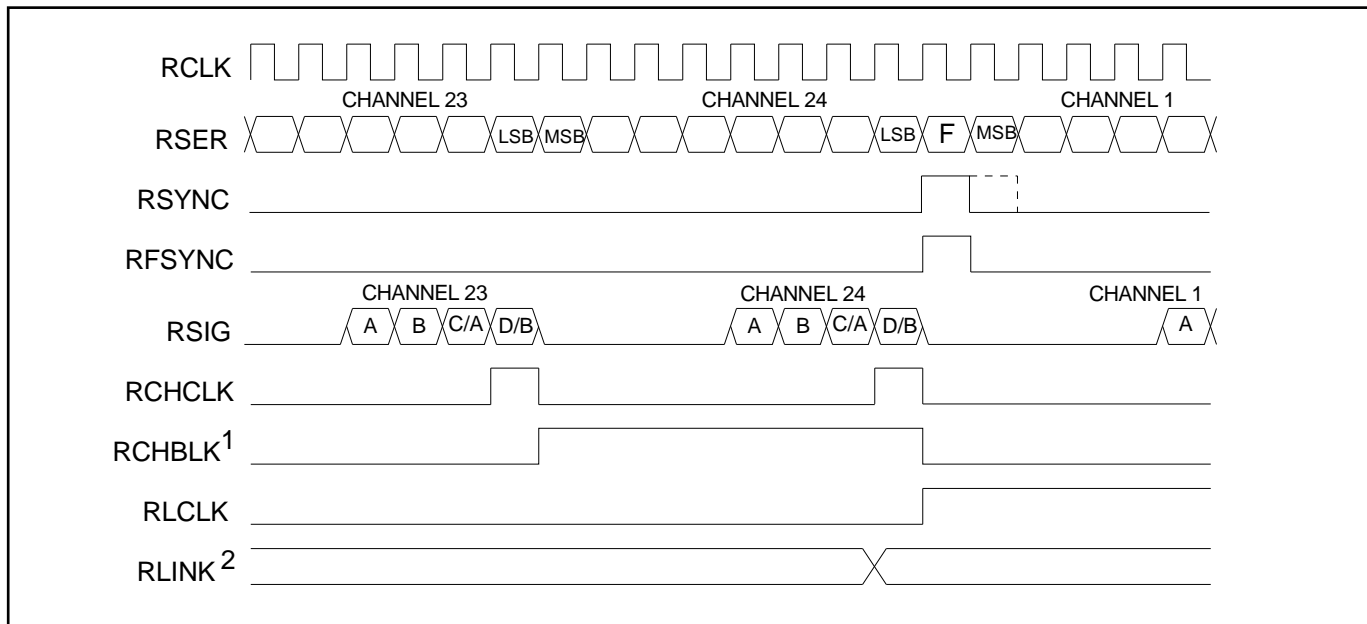 RCLK
CHANNEL 23 CHANNEL 24 CHANNEL 1
RSER LSB MSB LSB F MSB
RSYNC
RFSYNC
CHANNEL 23 CHANNEL 24 CHANNEL 1
RSIG A B C/A D/B A B C/A D/B A
RCHCLK
RCHBLK1
RLCLK
RLINK2